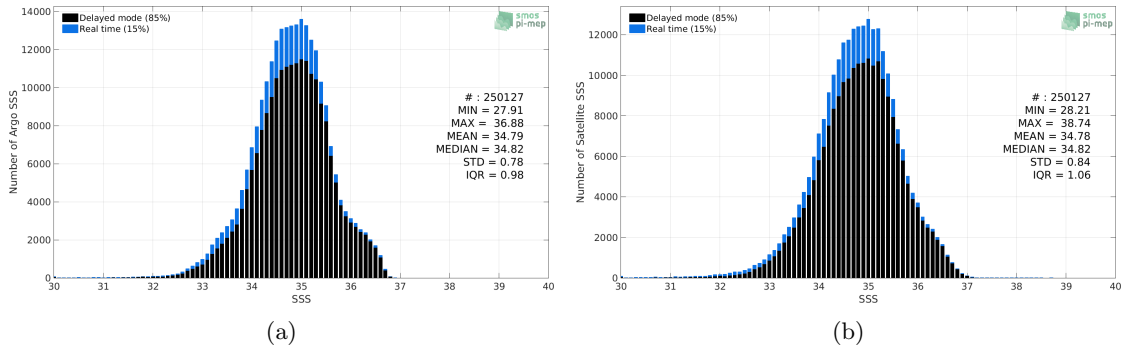 Delayed mode (85%)
Real time (15%)
smos
pi-mep
14000
12000
10000
8000
6000
4000
2000
0
Number of Argo SSS
# : 250127
MIN = 27.91
MAX = 36.88
MEAN = 34.79
MEDIAN = 34.82
STD = 0.78
IQR = 0.98
30 31 32 33 34 35 36 37 38 39 40
SSS
(a)
Delayed mode (85%)
Real time (15%)
smos
pi-mep
12000
10000
8000
6000
4000
2000
0
Number of Satellite SSS
# : 250127
MIN = 28.21
MAX = 38.74
MEAN = 34.78
MEDIAN = 34.82
STD = 0.84
IQR = 1.06
30 31 32 33 34 35 36 37 38 39 40
SSS
(b)